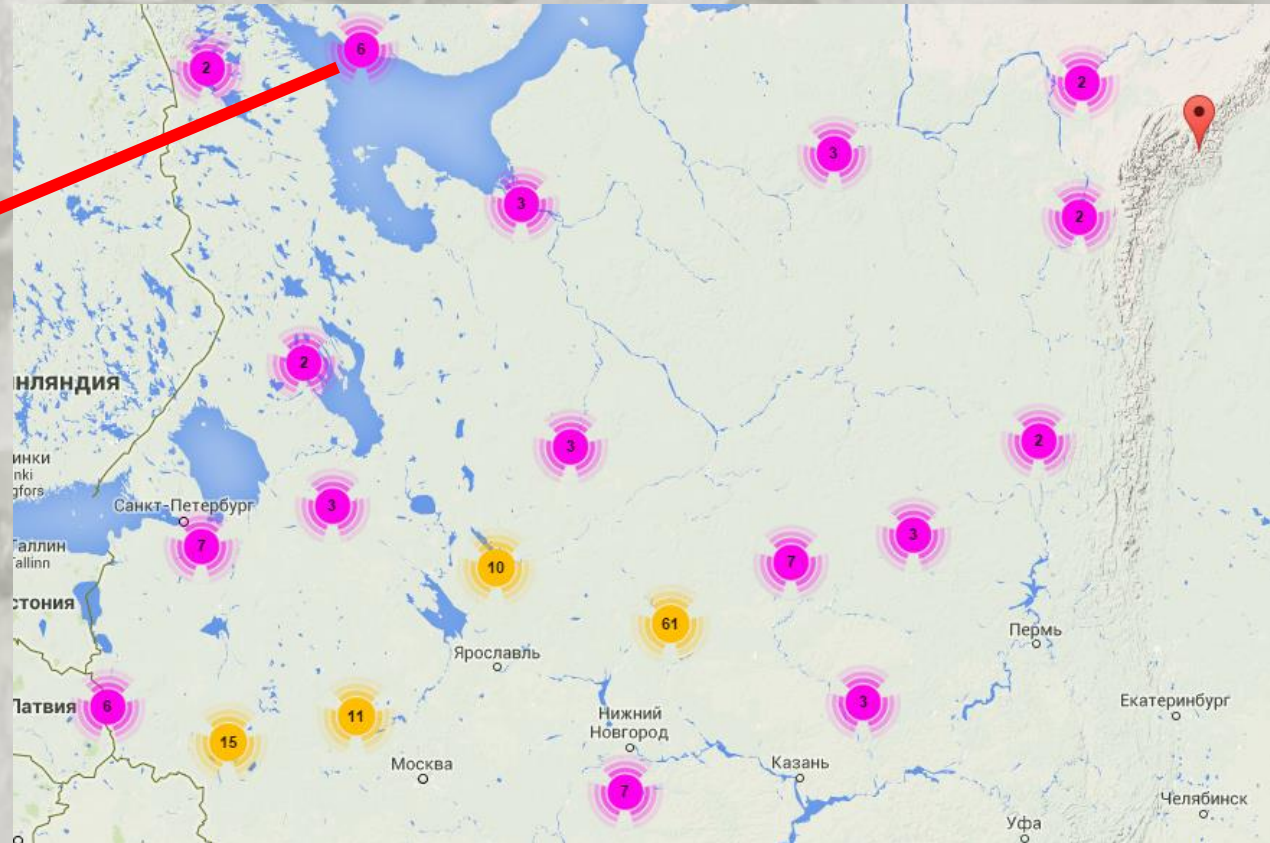 6
2
2
3
3
2
2
инляндия
3
2
инки
nki
gfors
Санкт-Петербург
3
7
3
7
Таллин
Tallinn
10
стония
61
Пермь
Ярославль
Латвия
6
3
Екатеринбург
11
Нижний
Новгород
15
Москва
Казань
7
Челябинск
Уфа